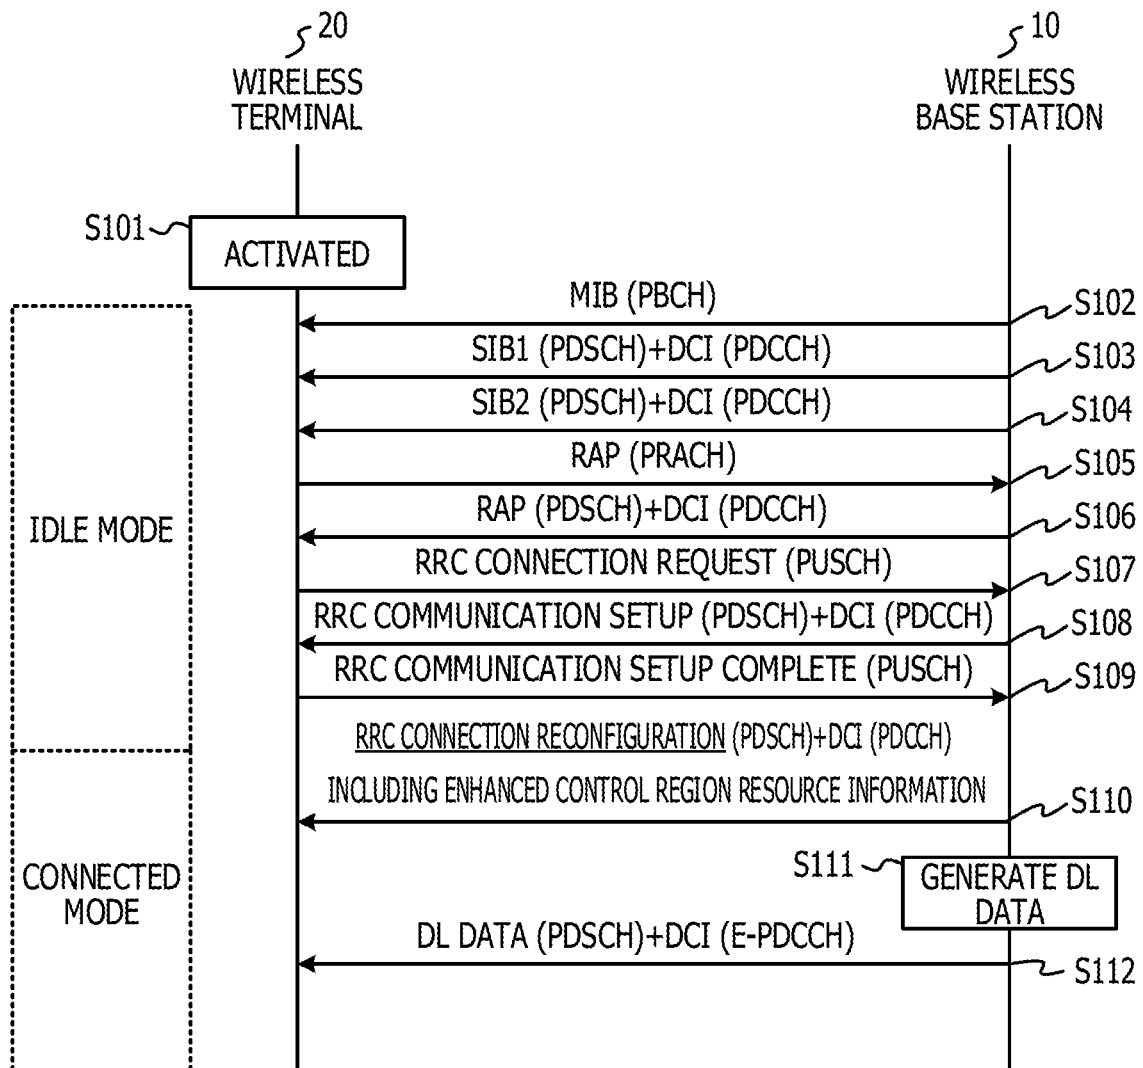 20
WIRELESS
TERMINAL
10
WIRELESS
BASE STATION
S101
ACTIVATED
MIB (PBCH)
S102
SIB1 (PDSCH)+DCI (PDCCH)
S103
SIB2 (PDSCH)+DCI (PDCCH)
S104
RAP (PRACH)
S105
IDLE MODE
RAP (PDSCH)+DCI (PDCCH)
S106
RRC CONNECTION REQUEST (PUSCH)
S107
RRC COMMUNICATION SETUP (PDSCH)+DCI (PDCCH)
S108
RRC COMMUNICATION SETUP COMPLETE (PUSCH)
S109
RRC CONNECTION RECONFIGURATION (PDSCH)+DCI (PDCCH)
INCLUDING ENHANCED CONTROL REGION RESOURCE INFORMATION
S110
CONNECTED
MODE
S111
GENERATE DL
DATA
DL DATA (PDSCH)+DCI (E-PDCCH)
S112